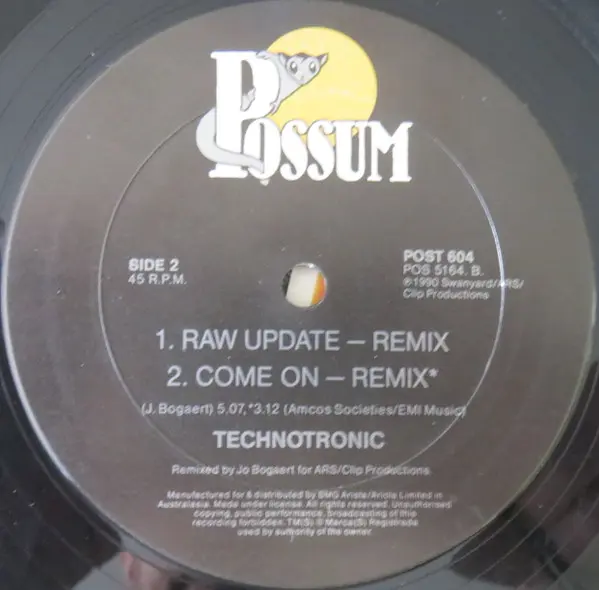 POSSUM
SIDE 2
45 R.P.M.
POST 604
POS 5164. B.
℗1990 Swanyard/ARS/
Clip Productions
1. RAW UPDATE – REMIX
2. COME ON – REMIX*
(J. Bogaert) 5.07,*3.12 (Amcos Societies/EMI Music)
TECHNOTRONIC
Remixed by Jo Bogaert for ARS/Clip Productions
Manufactured for & distributed by BMG Ariola/Ariola Limited in
Australasia. Made under license. All rights reserved. Unauthorised
copying, public performance, broadcasting of this
recording forbidden. TM(S) ® Marca(S) Registrada
used by authority of the owner.